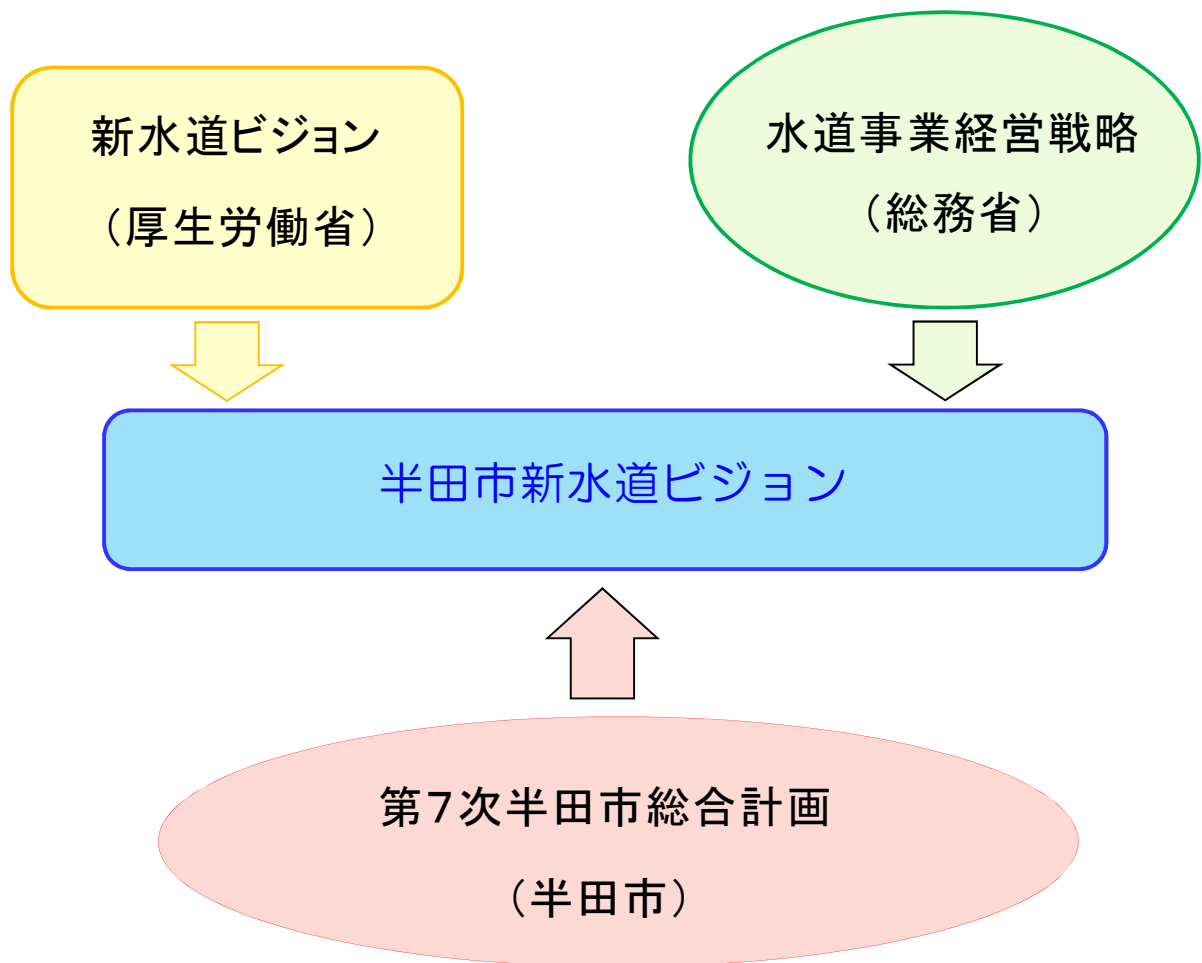 新水道ビジョン
（厚生労働省）
水道事業経営戦略
（総務省）
半田市新水道ビジョン
第7次半田市総合計画
（半田市）